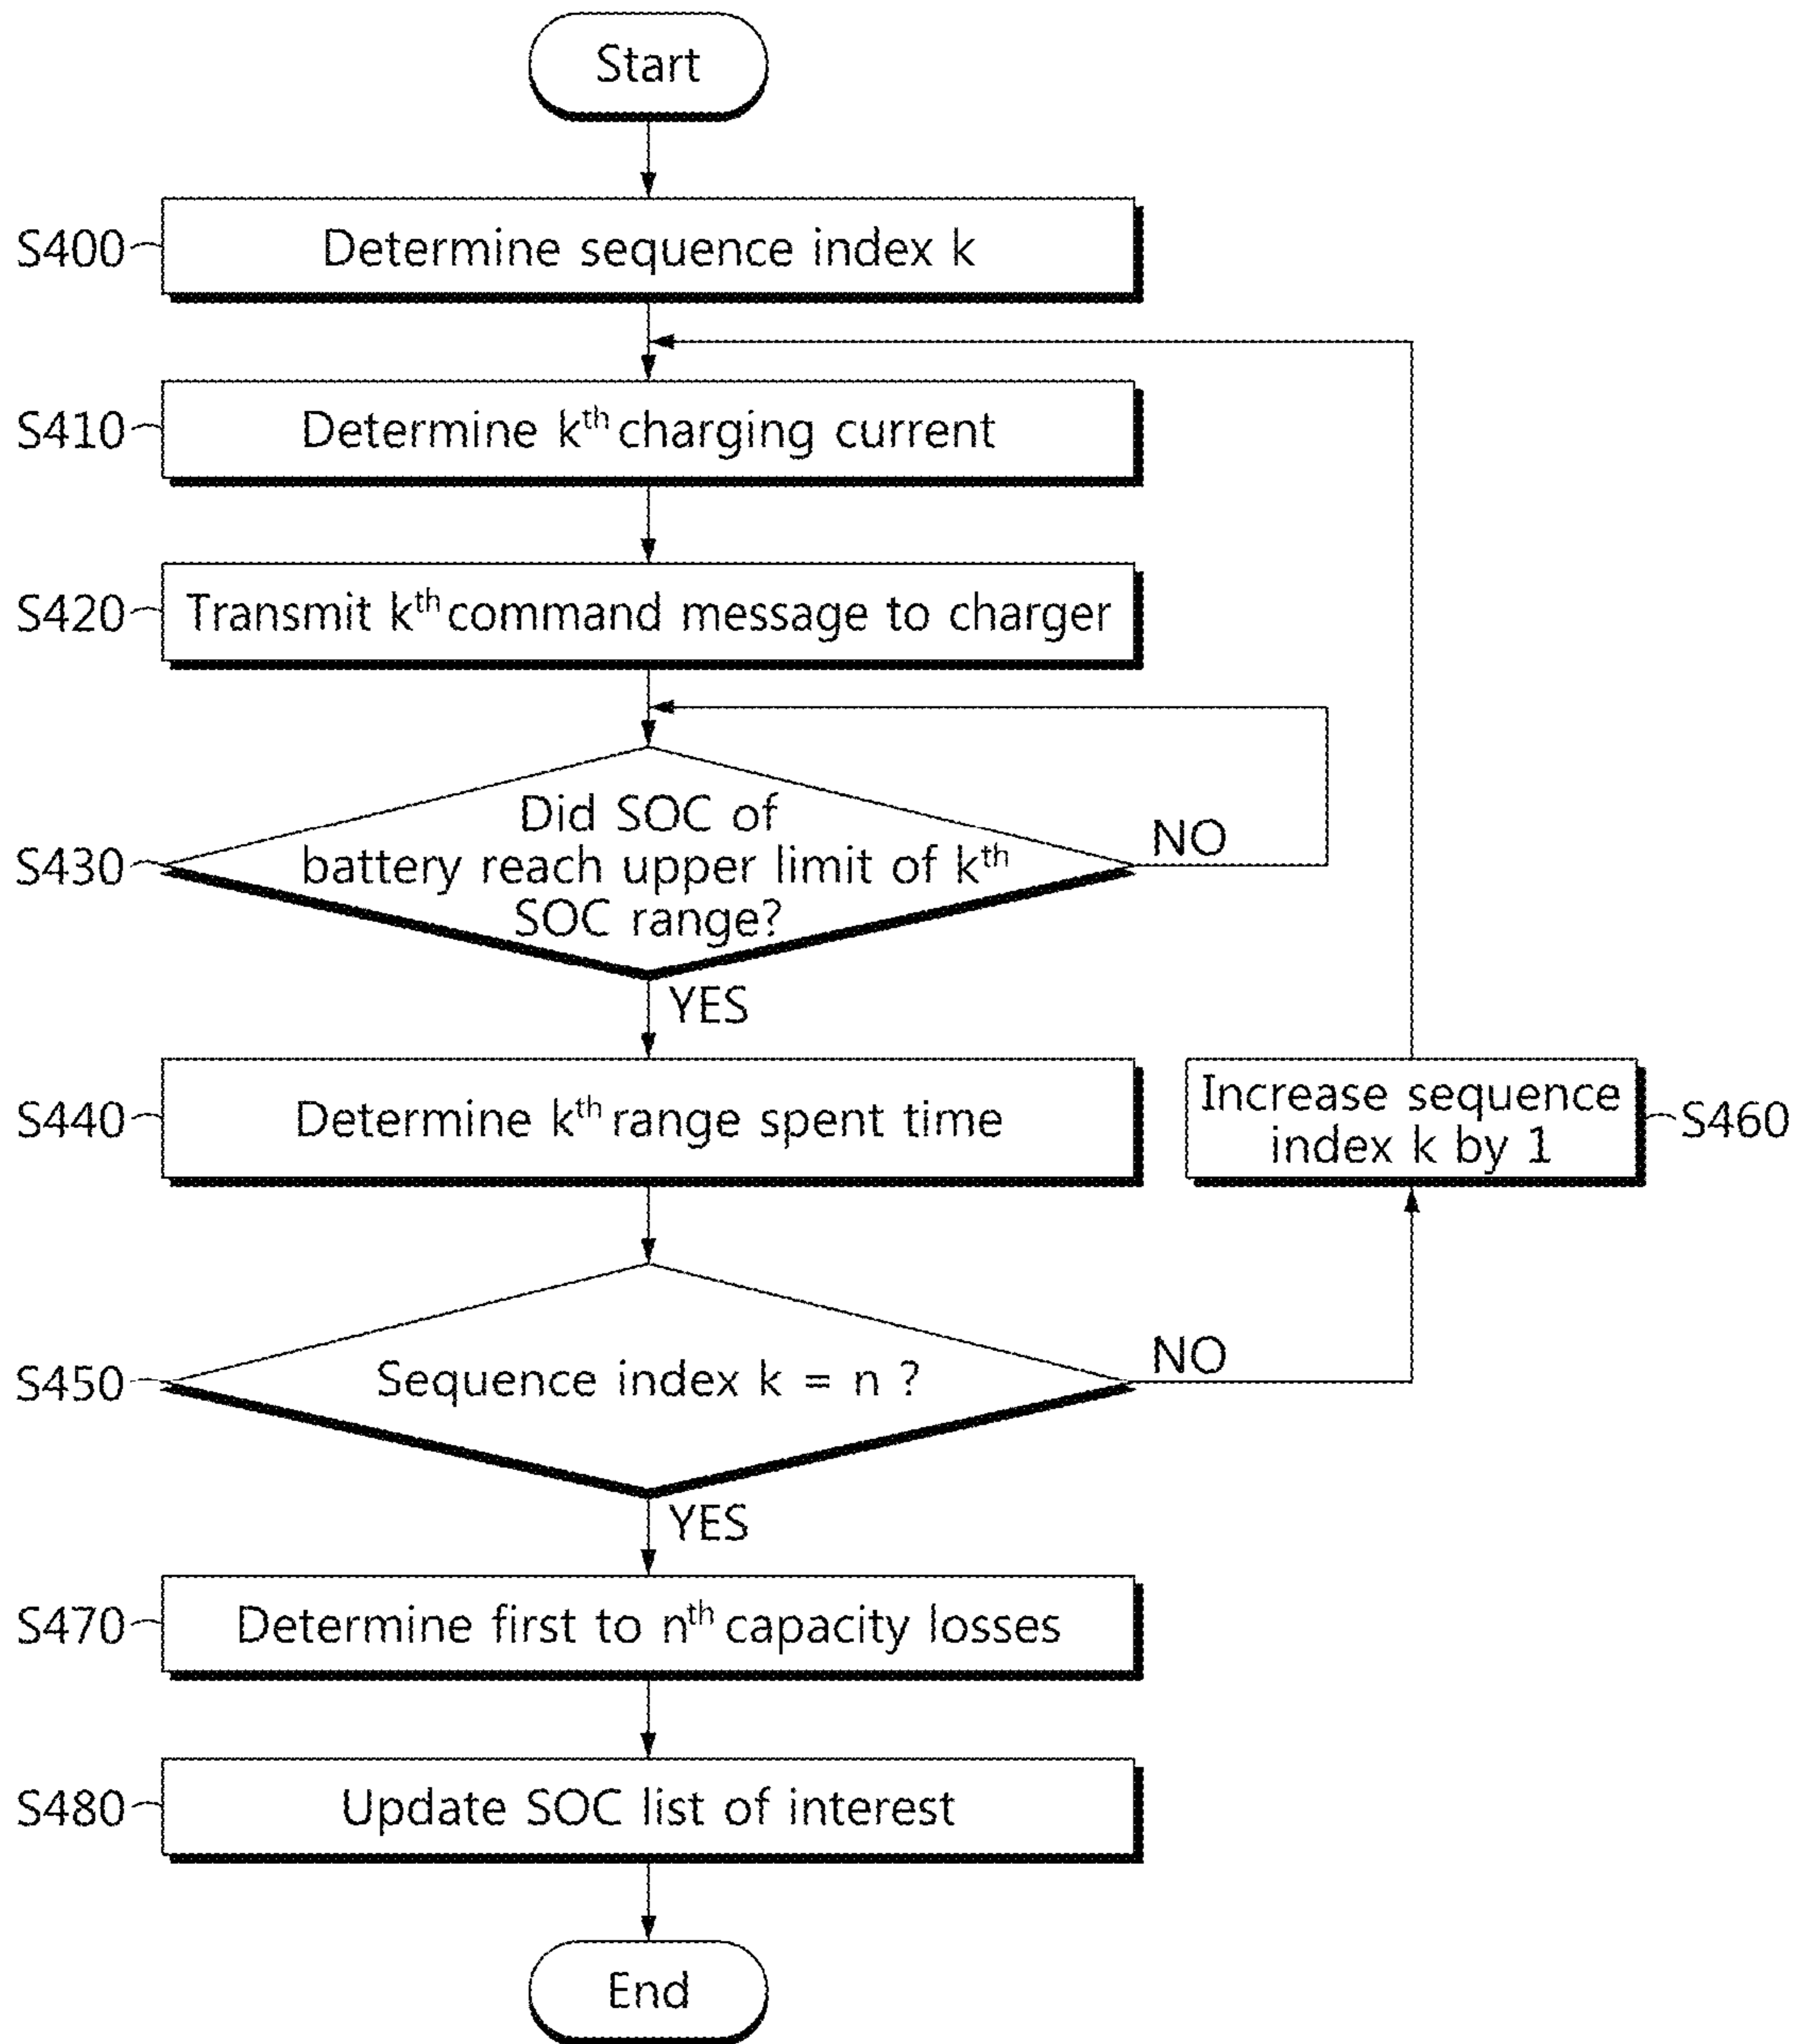 Start
S400
Determine sequence index k
S410
Determine kth charging current
S420
Transmit kth command message to charger
S430
Did SOC of
battery reach upper limit of kth
SOC range?
NO
YES
S440
Determine kth range spent time
Increase sequence
index k by 1
S460
S450
Sequence index k = n ?
NO
YES
S470
Determine first to nth capacity losses
S480
Update SOC list of interest
End